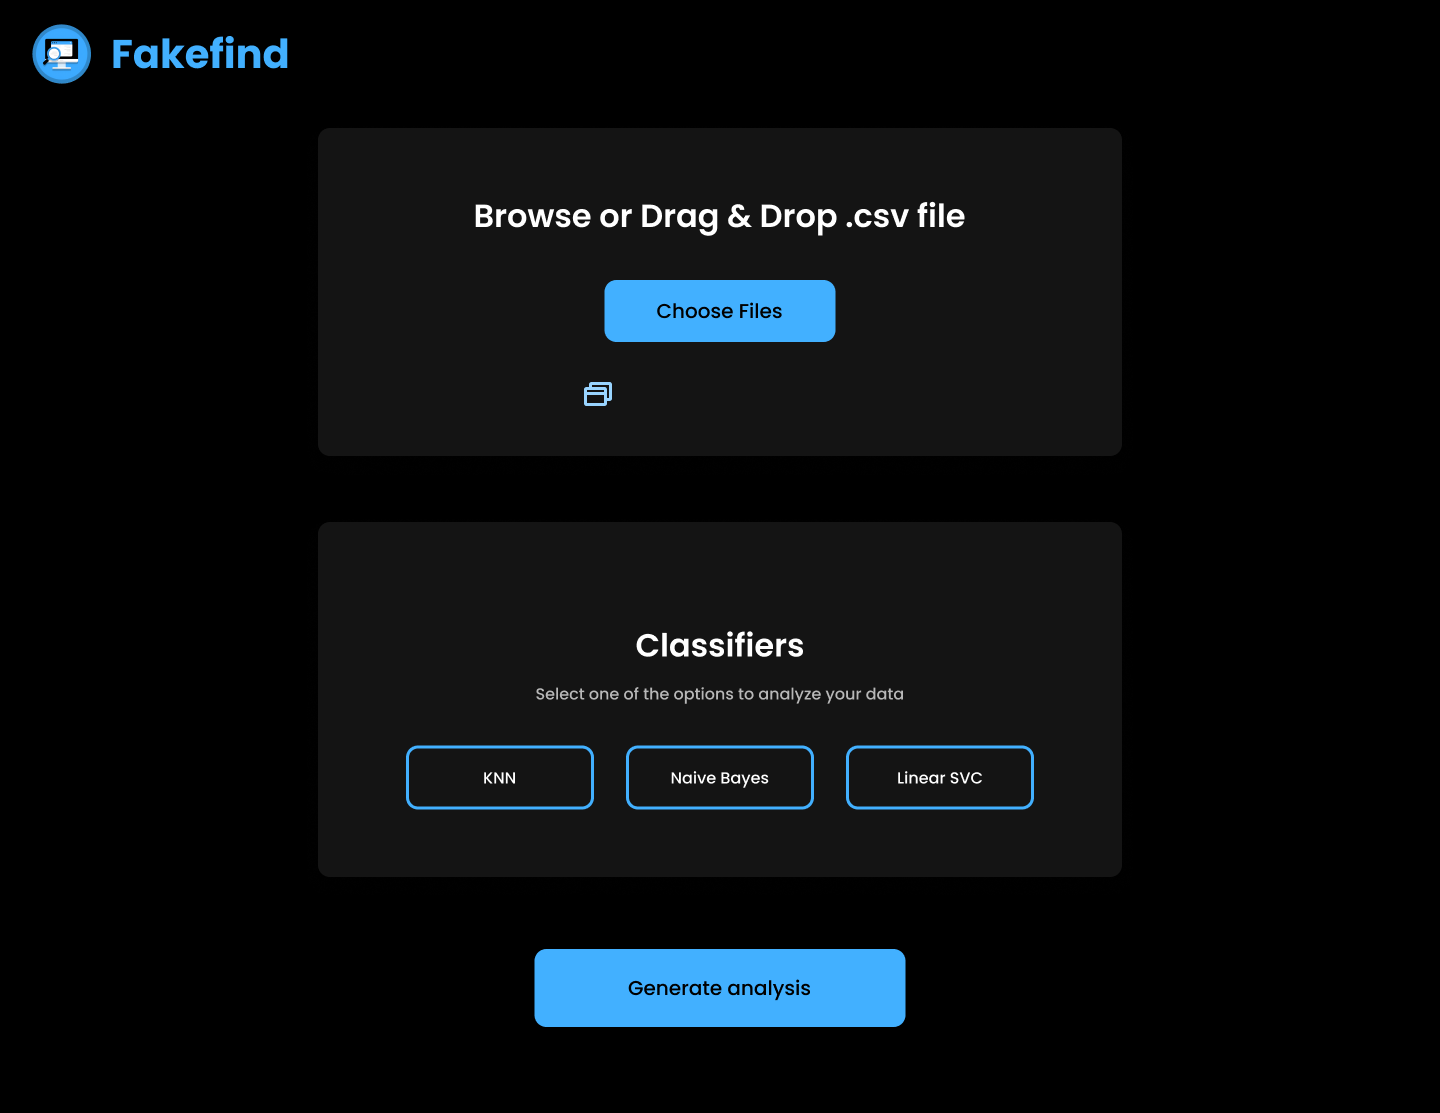 Fakefind
Browse or Drag & Drop .csv file
Choose Files
Classifiers
Select one of the options to analyze your data
KNN
Naive Bayes
Linear SVC
Generate analysis